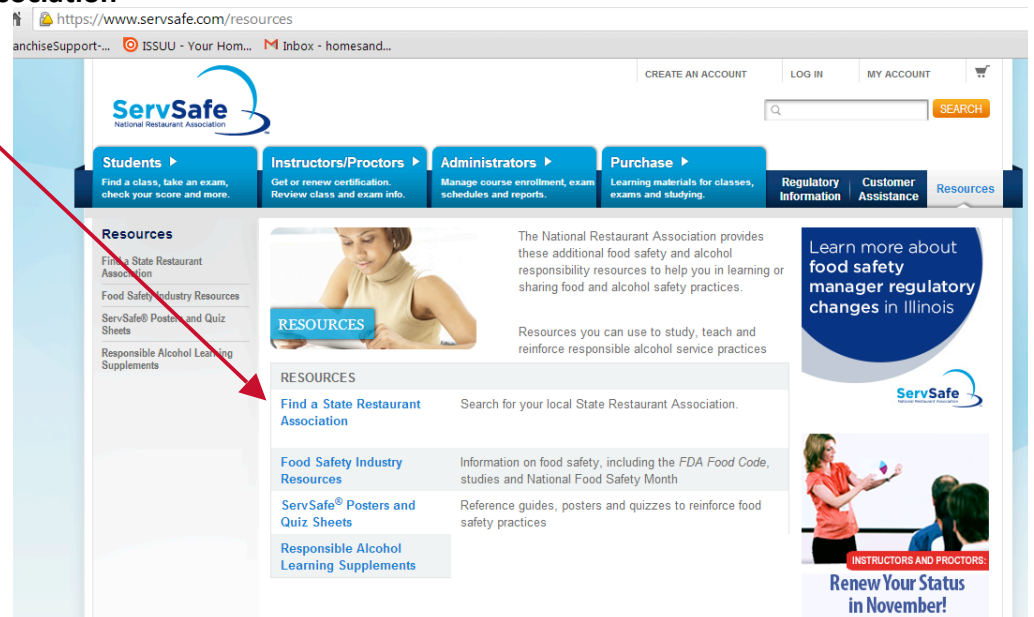 sociation
https://www.servsafe.com/resources
anchiseSupport-... ISSUU - Your Hom... Inbox - homesand...
CREATE AN ACCOUNT LOG IN MY ACCOUNT
ServSafe
National Restaurant Association
SEARCH
Students
Find a class, take an exam,
check your score and more.
Instructors/Proctors
Get or renew certification.
Review class and exam info.
Administrators
Manage course enrollment, exam
schedules and reports.
Purchase
Learning materials for classes,
exams and studying.
Regulatory
Information
Customer
Assistance
Resources
Resources
Find a State Restaurant
Association
Food Safety Industry Resources
ServSafe® Posters and Quiz
Sheets
Responsible Alcohol Learning
Supplements
RESOURCES
The National Restaurant Association provides
these additional food safety and alcohol
responsibility resources to help you in learning or
sharing food and alcohol safety practices.
Resources you can use to study, teach and
reinforce responsible alcohol service practices
RESOURCES
Find a State Restaurant
Association
Search for your local State Restaurant Association.
Food Safety Industry
Resources
Information on food safety, including the FDA Food Code,
studies and National Food Safety Month
ServSafe® Posters and
Quiz Sheets
Reference guides, posters and quizzes to reinforce food
safety practices
Responsible Alcohol
Learning Supplements
Learn more about
food safety
manager regulatory
changes in Illinois
ServSafe
National Restaurant Association
INSTRUCTORS AND PROCTORS:
Renew Your Status
in November!